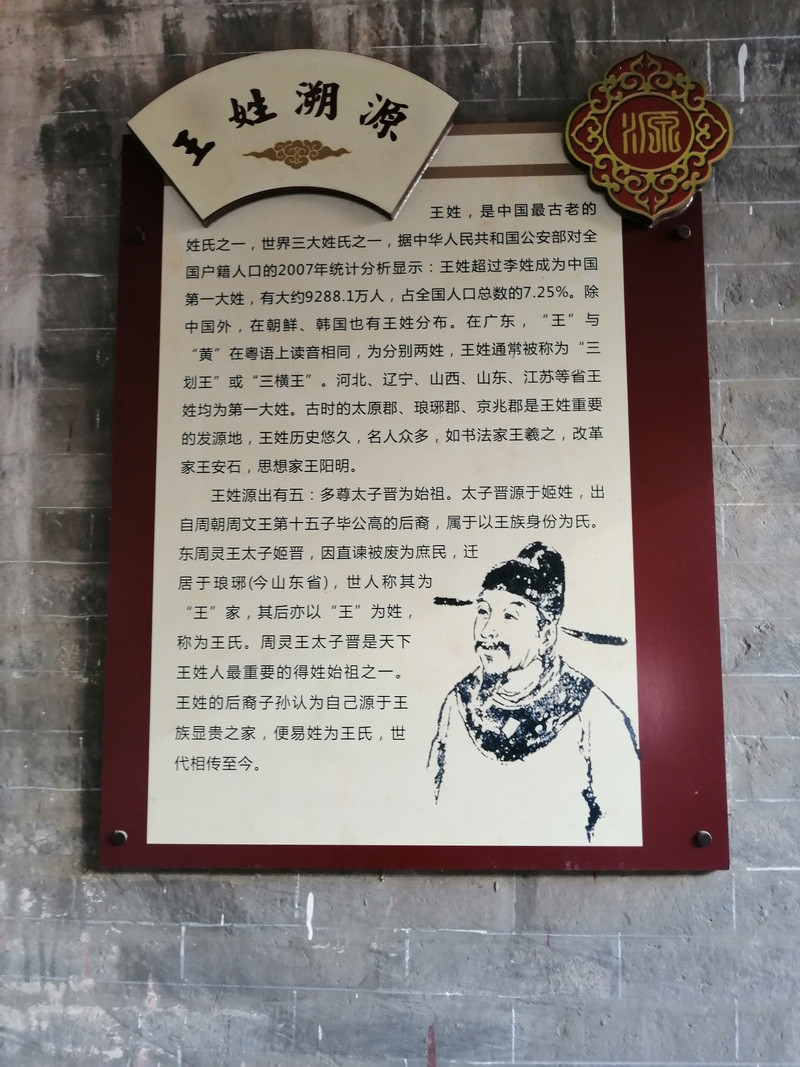 王姓溯源
源
王姓，是中国最古老的
姓氏之一，世界三大姓氏之一，据中华人民共和国公安部对全
国户籍人口的2007年统计分析显示：王姓超过李姓成为中国
第一大姓，有大约9288.1万人，占全国人口总数的7.25%。除
中国外，在朝鲜、韩国也有王姓分布。在广东，“王”与
“黄”在粤语上读音相同，为分别两姓，王姓通常被称为“三
划王”或“三横王”。河北、辽宁、山西、山东、江苏等省王
姓均为第一大姓。古时的太原郡、琅琊郡、京兆郡是王姓重要
的发源地，王姓历史悠久，名人众多，如书法家王羲之，改革
家王安石，思想家王阳明。
王姓源出有五：多尊太子晋为始祖。太子晋源于姬姓，出
自周朝周文王第十五子毕公高的后裔，属于以王族身份为氏。
东周灵王太子姬晋，因直谏被废为庶民，迁
居于琅琊(今山东省)，世人称其为
“王”家，其后亦以“王”为姓，
称为王氏。周灵王太子晋是天下
王姓人最重要的得姓始祖之一。
王姓的后裔子孙认为自己源于王
族显贵之家，便易姓为王氏，世
代相传至今。